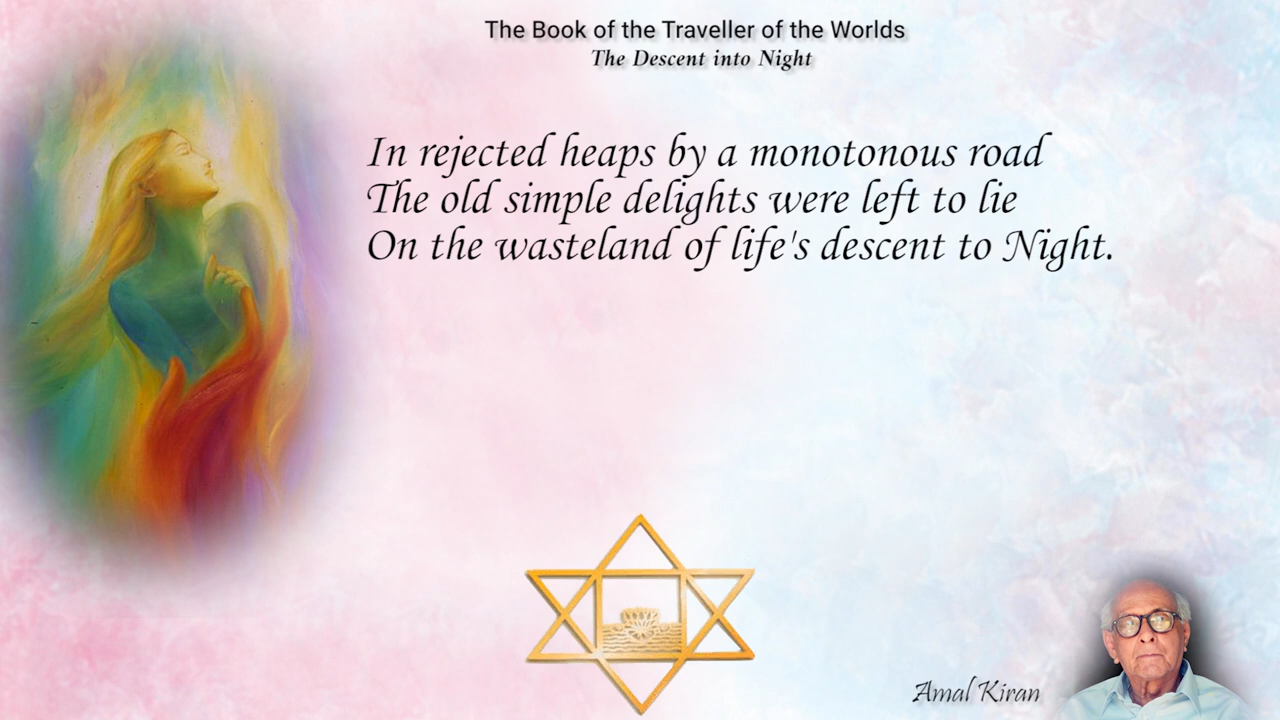 The Book of the Traveller of the Worlds
The Descent into Night
In rejected heaps by a monotonous road
The old simple delights were left to lie
On the wasteland of life's descent to Night.
Amal Kiran